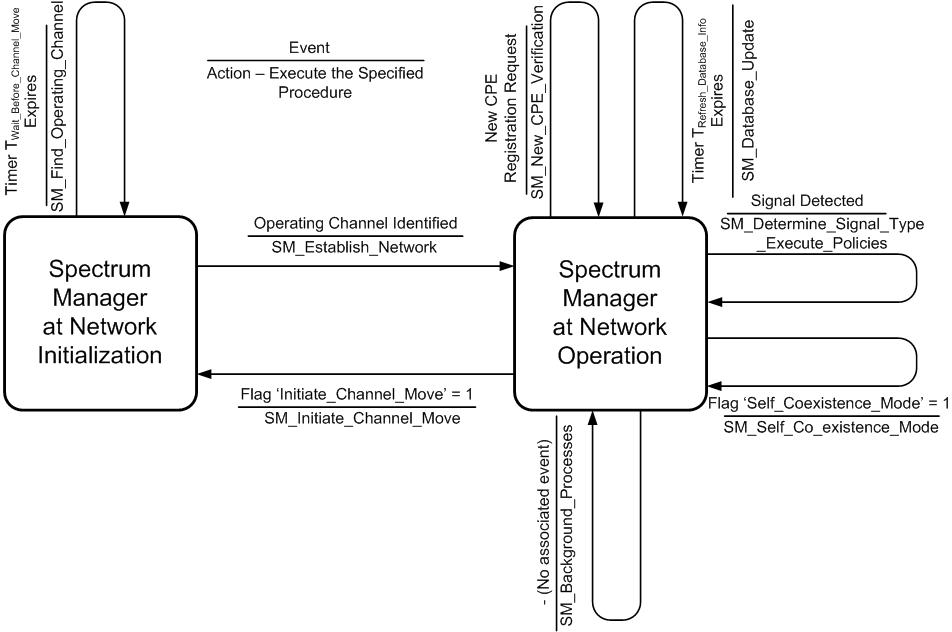 Timer TWait_Before_Channel_Move
Expires
SM_Find_Operating_Channel
Event
Action – Execute the Specified
Procedure
New CPE
Registration Request
SM_New_CPE_Verification
Timer TRefresh_Database_Info
Expires
SM_Database_Update
Signal Detected
SM_Determine_Signal_Type
_Execute_Policies
Operating Channel Identified
SM_Establish_Network
Spectrum
Manager
at Network
Initialization
Spectrum
Manager
at Network
Operation
Flag ‘Initiate_Channel_Move’ = 1
SM_Initiate_Channel_Move
Flag ‘Self_Coexistence_Mode’ = 1
SM_Self_Co_existence_Mode
- (No associated event)
SM_Background_Processes